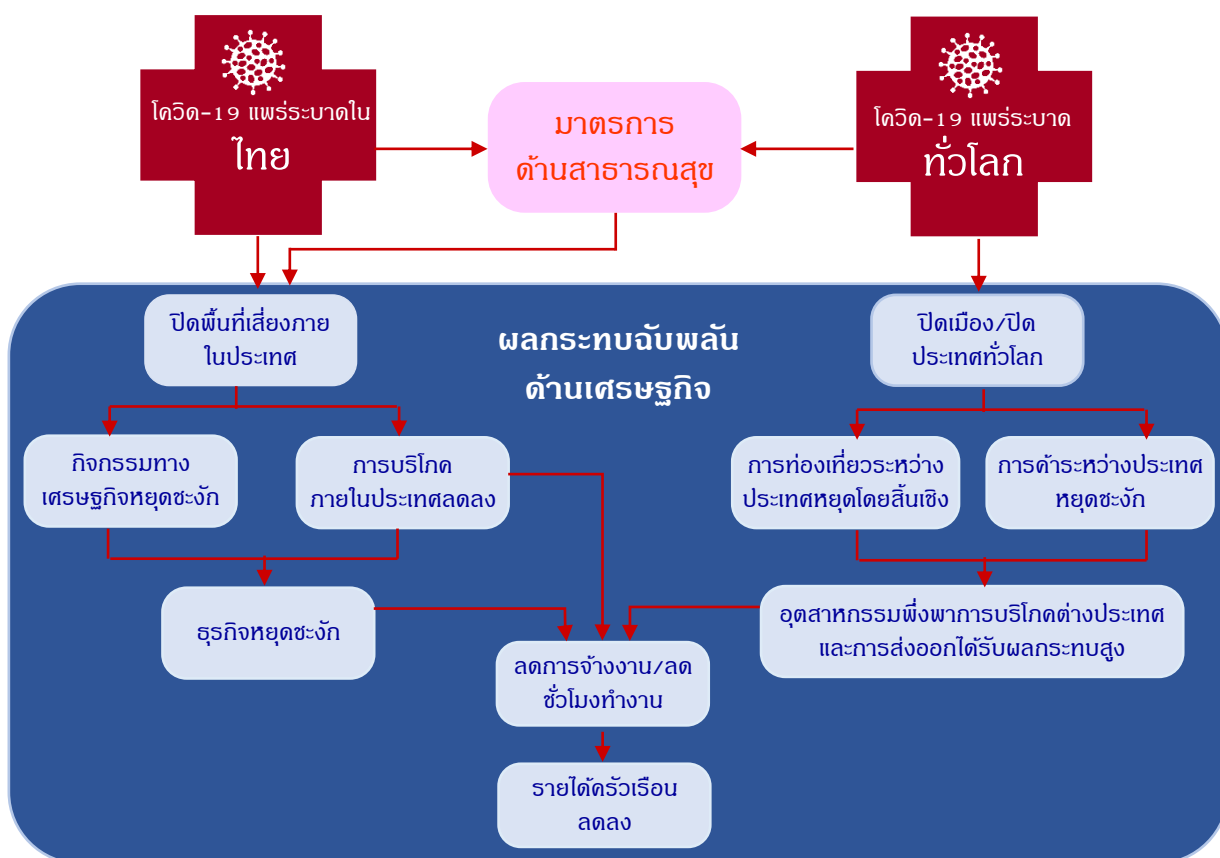 โควิด-19 แพร่ระบาดใน
ไทย
มาตรการ
ด้านสาธารณสุข
โควิด-19 แพร่ระบาด
ทั่วโลก
ปิดพื้นที่เสี่ยงภาย
ในประเทศ
ผลกระทบฉับพลัน
ด้านเศรษฐกิจ
ปิดเมือง/ปิด
ประเทศทั่วโลก
กิจกรรมทาง
เศรษฐกิจหยุดชะงัก
การบริโภค
ภายในประเทศลดลง
การท่องเที่ยวระหว่าง
ประเทศหยุดโดยสิ้นเชิง
การค้าระหว่างประเทศ
หยุดชะงัก
ธุรกิจหยุดชะงัก
อุตสาหกรรมพึ่งพาการบริโภคต่างประเทศ
และการส่งออกได้รับผลกระทบสูง
ลดการจ้างงาน/ลด
ชั่วโมงทำงาน
รายได้ครัวเรือน
ลดลง